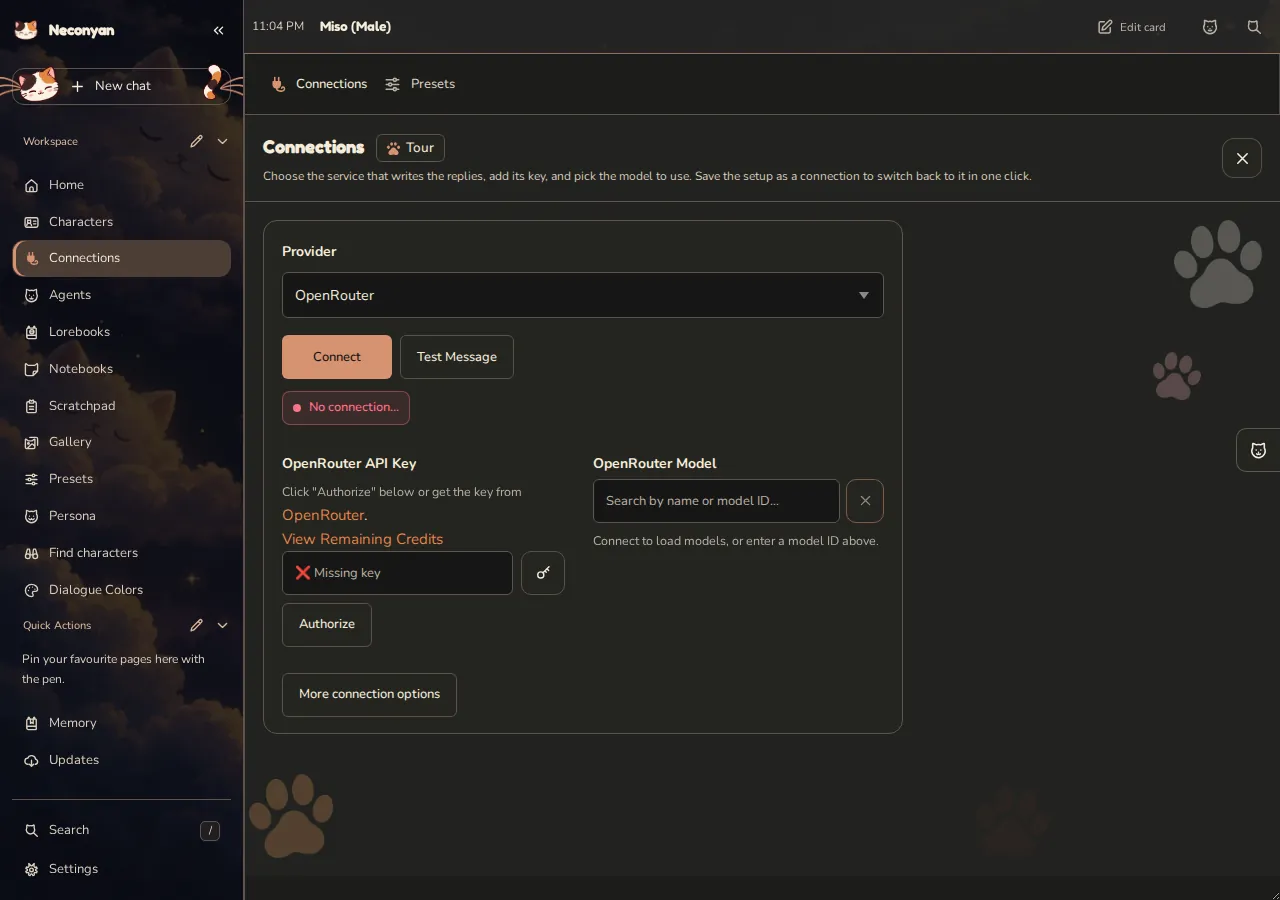 Neconyan
New chat
Workspace
Home
Characters
Connections
Agents
Lorebooks
Notebooks
Scratchpad
Gallery
Presets
Persona
Find characters
Dialogue Colors
Quick Actions
Pin your favourite pages here with
the pen.
Memory
Updates
Search /
Settings
11:04 PM Miso (Male) Edit card
Connections Presets
Connections Tour
Choose the service that writes the replies, add its key, and pick the model to use. Save the setup as a connection to switch back to it in one click.
Provider
OpenRouter
Connect Test Message
No connection...
OpenRouter API Key
Click "Authorize" below or get the key from
OpenRouter.
View Remaining Credits
❌ Missing key
Authorize
OpenRouter Model
Search by name or model ID...
Connect to load models, or enter a model ID above.
More connection options